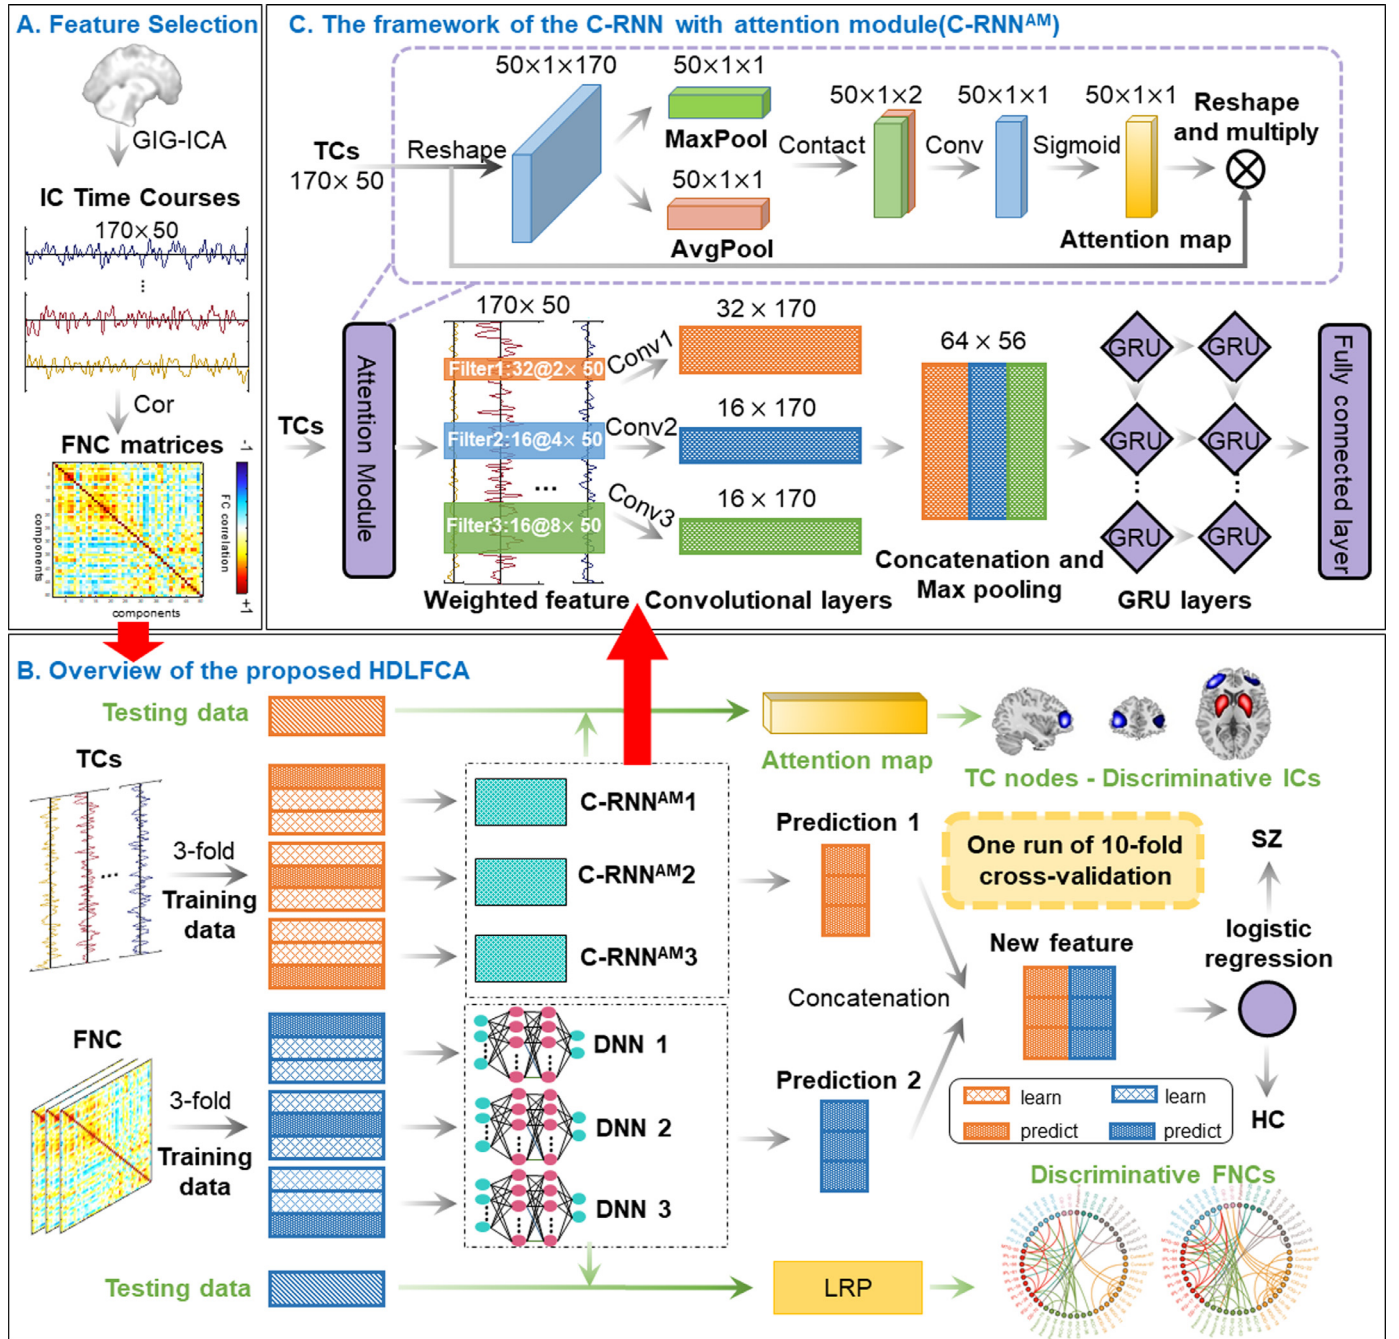 A. Feature Selection
GIG-ICA
IC Time Courses
170× 50
...
Cor
FNC matrices
-1
FC correlation
+1
components
components
C. The framework of the C-RNN with attention module(C-RNNᴬᴹ)
50×1×170
50×1×1
MaxPool
50×1×1
AvgPool
TCs
170× 50
Reshape
Contact
50×1×2
Conv
50×1×1
Sigmoid
50×1×1
Attention map
Reshape
and multiply
TCs
Attention Module
170× 50
Filter1:32@2× 50
Filter2:16@4× 50
...
Filter3:16@8× 50
Weighted feature
Conv1
Conv2
Conv3
32 × 170
16 × 170
16 × 170
Convolutional layers
64 × 56
Concatenation and
Max pooling
GRU
GRU
GRU
GRU
GRU
GRU
GRU layers
Fully connected layer
B. Overview of the proposed HDLFCA
Testing data
Attention map
TC nodes - Discriminative ICs
TCs
...
3-fold
Training
data
C-RNNᴬᴹ1
C-RNNᴬᴹ2
C-RNNᴬᴹ3
Prediction 1
One run of 10-fold
cross-validation
FNC
3-fold
Training
data
DNN 1
DNN 2
DNN 3
Prediction 2
Concatenation
New feature
SZ
logistic
regression
HC
learn
learn
predict
predict
Testing data
LRP
Discriminative FNCs